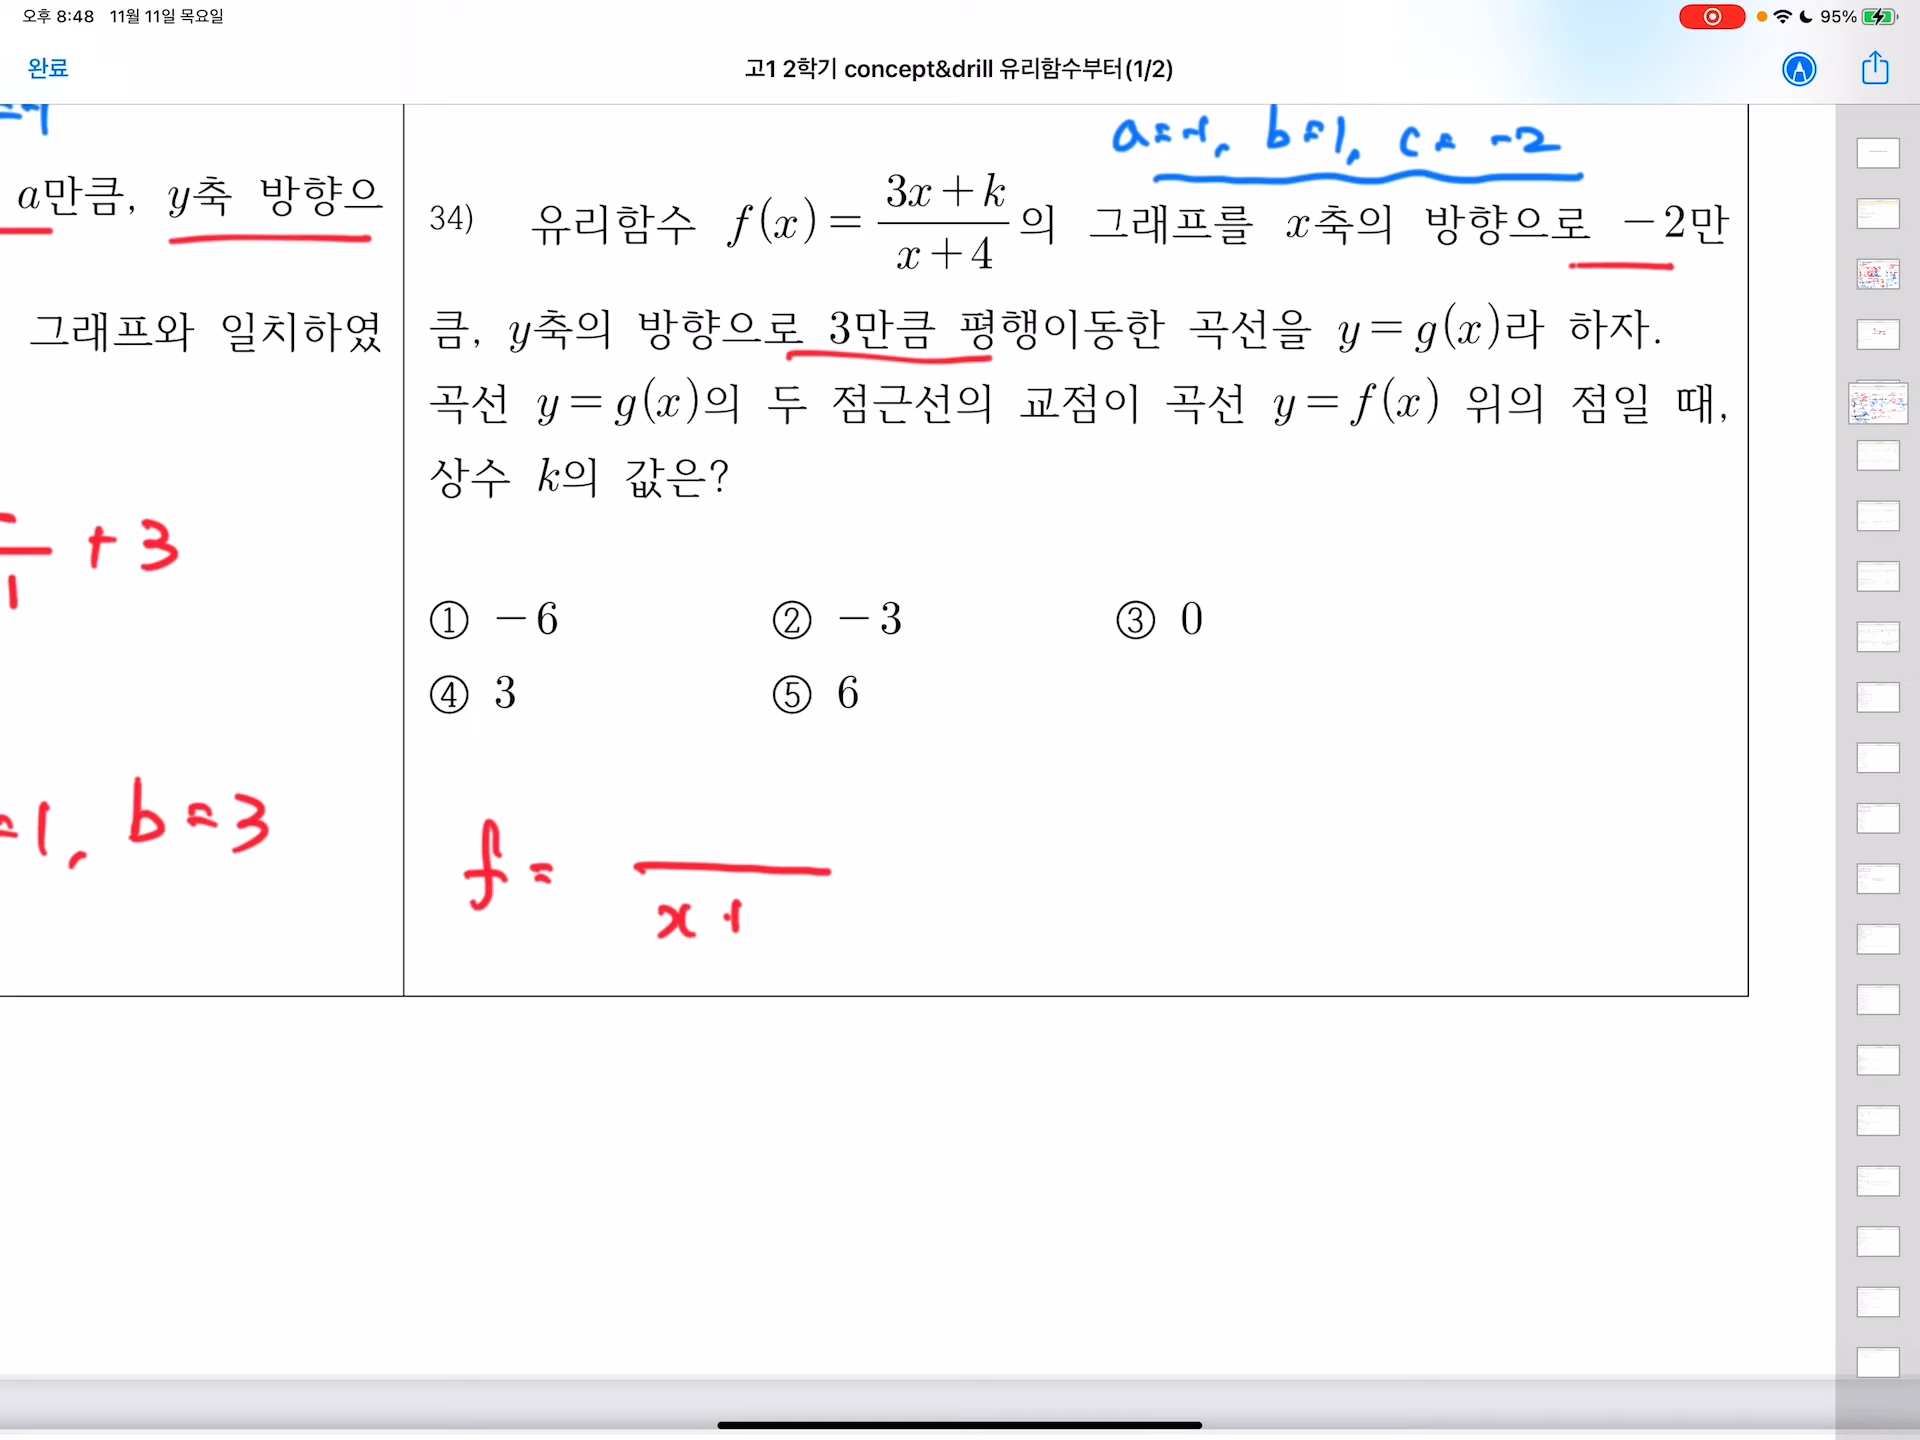 오후 8:48 11월 11일 목요일
95%
완료
고1 2학기 concept&drill 유리함수부터(1/2)
a만큼, y축 방향으
그래프와 일치하였
+3
1
=1, b=3
a=-1, b=1, c=-2
34) 유리함수 f(x)=(3x+k)/(x+4)의 그래프를 x축의 방향으로 -2만
큼, y축의 방향으로 3만큼 평행이동한 곡선을 y=g(x)라 하자.
곡선 y=g(x)의 두 점근선의 교점이 곡선 y=f(x) 위의 점일 때,
상수 k의 값은?
① -6 ② -3 ③ 0
④ 3 ⑤ 6
f=
x+